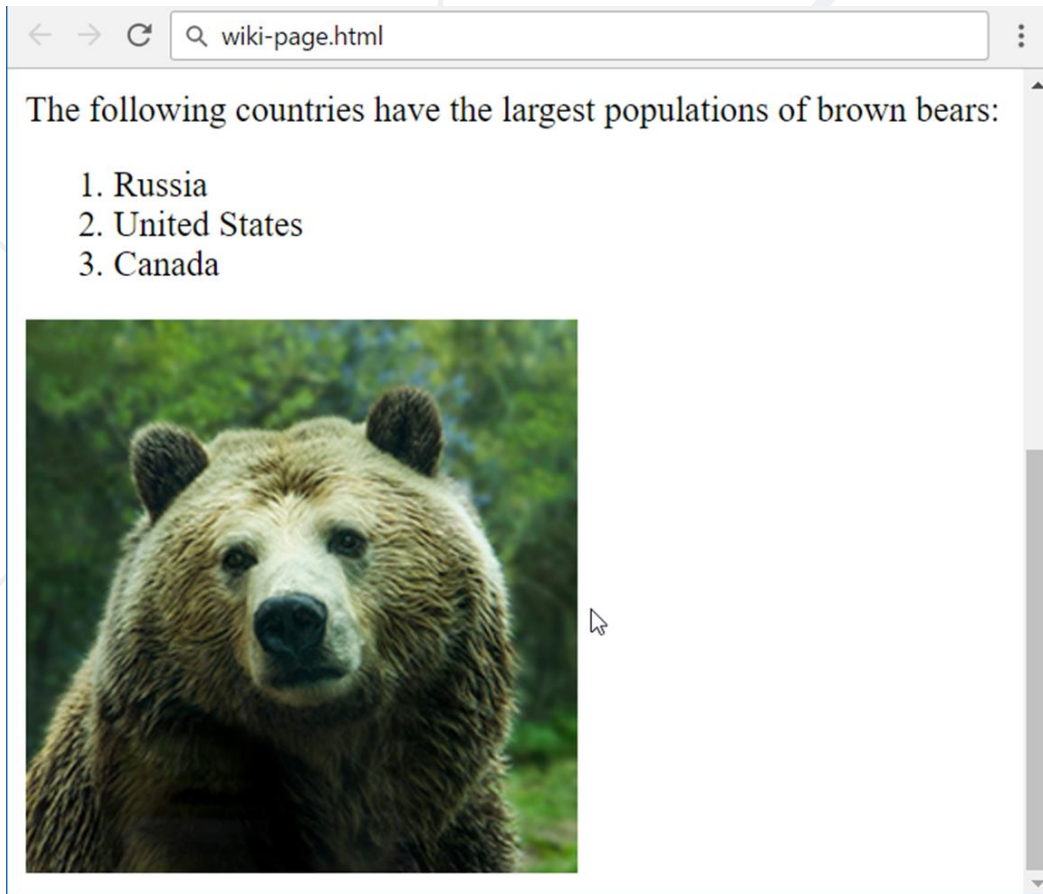 wiki-page.html
The following countries have the largest populations of brown bears:
1. Russia
2. United States
3. Canada